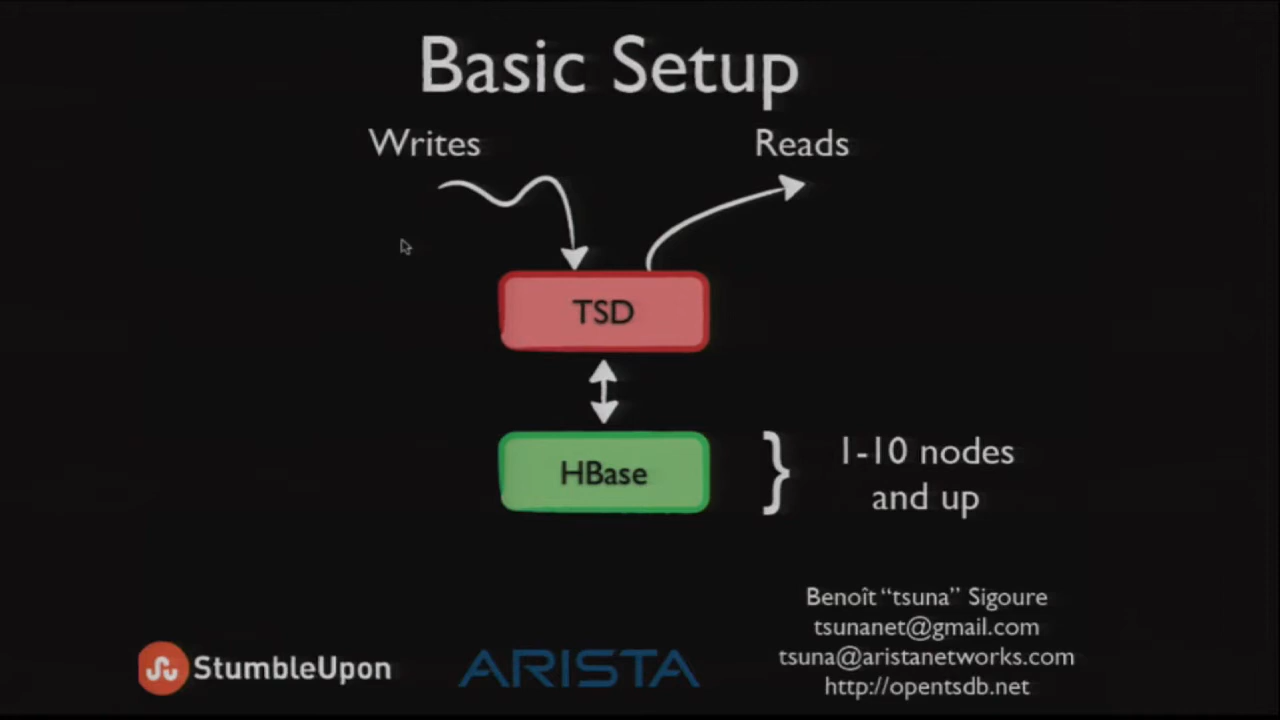 Basic Setup
Writes
Reads
TSD
HBase
}
1-10 nodes
and up
Benoît “tsuna” Sigoure
tsunanet@gmail.com
tsuna@aristanetworks.com
http://opentsdb.net
StumbleUpon
ARISTA